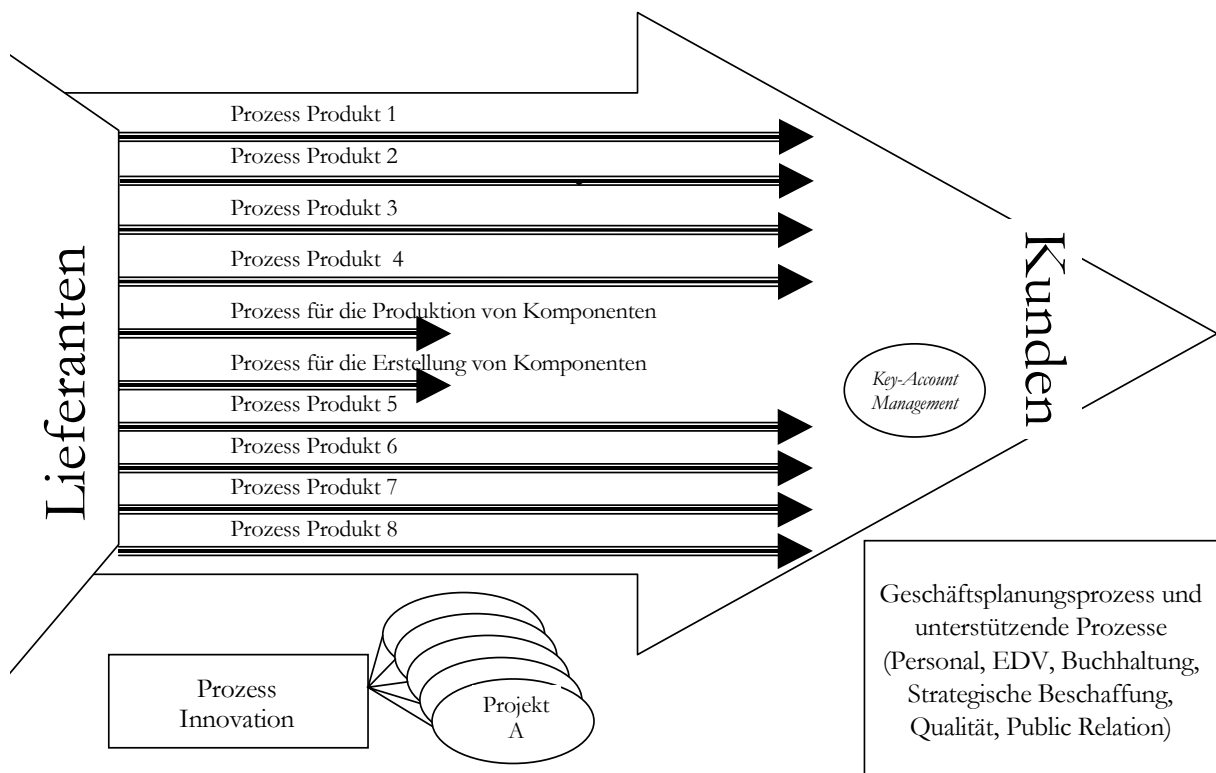 Prozess Produkt 1
Prozess Produkt 2
Prozess Produkt 3
Prozess Produkt 4
Prozess für die Produktion von Komponenten
Prozess für die Erstellung von Komponenten
Prozess Produkt 5
Prozess Produkt 6
Prozess Produkt 7
Prozess Produkt 8
Lieferanten
Kunden
Key-Account
Management
Prozess
Innovation
Projekt
A
Geschäftsplanungsprozess und
unterstützende Prozesse
(Personal, EDV, Buchhaltung,
Strategische Beschaffung,
Qualität, Public Relation)